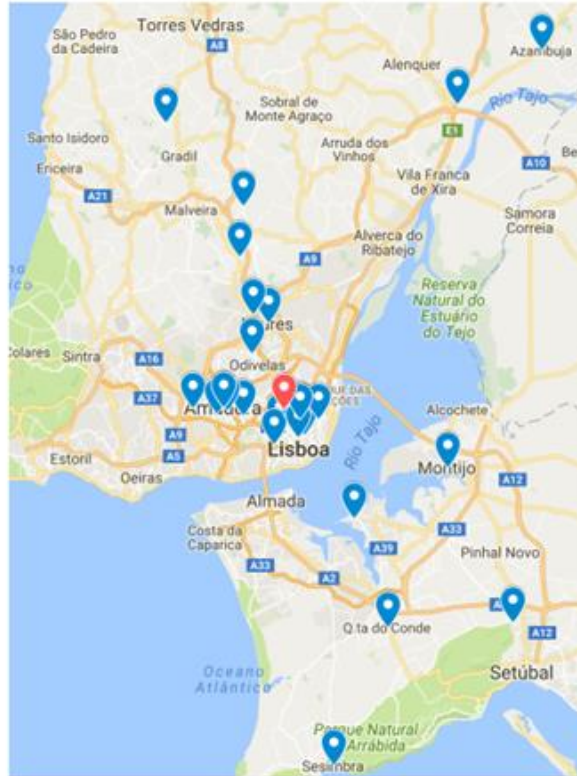 São Pedro
da Cadeira
Torres Vedras
A8
Azambuja
Alenquer
Rio Tajo
Sobral de
Monte Agraço
E1
Santo Isidoro
Gradil
Arruda dos
Vinhos
A10
Ericeira
Vila Franca
de Xira
A21
Malveira
Samora
Correia
Alverca do
Ribatejo
A9
Reserva
Natural do
Estuário
do Tejo
Colares
Sintra
A16
Odivelas
A37
Alcochete
A9
Lisboa
Rio Tajo
Estoril
A5
Montijo
Oeiras
A12
Almada
Costa da
Caparica
A33
A39
Pinhal Novo
A33
A2
Q.ta do Conde
A12
Setúbal
Oceano
Atlântico
Parque Natural
Arrábida
Sesimbra